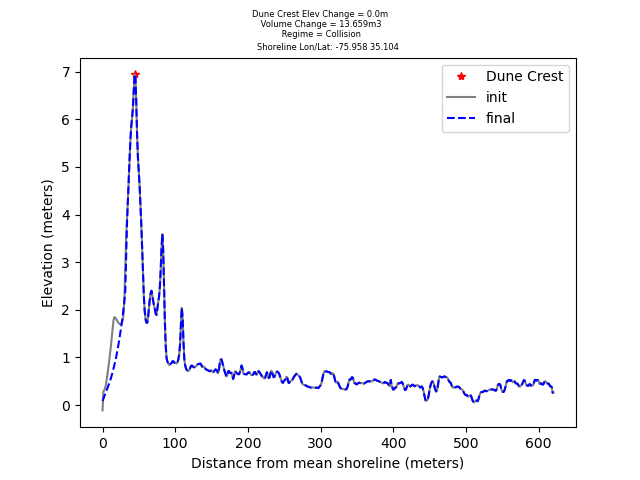 Dune Crest Elev Change = 0.0m
Volume Change = 13.659m3
Regime = Collision
Shoreline Lon/Lat: -75.958 35.104
Dune Crest
init
final
Elevation (meters)
7
6
5
4
3
2
1
0
0 100 200 300 400 500 600
Distance from mean shoreline (meters)